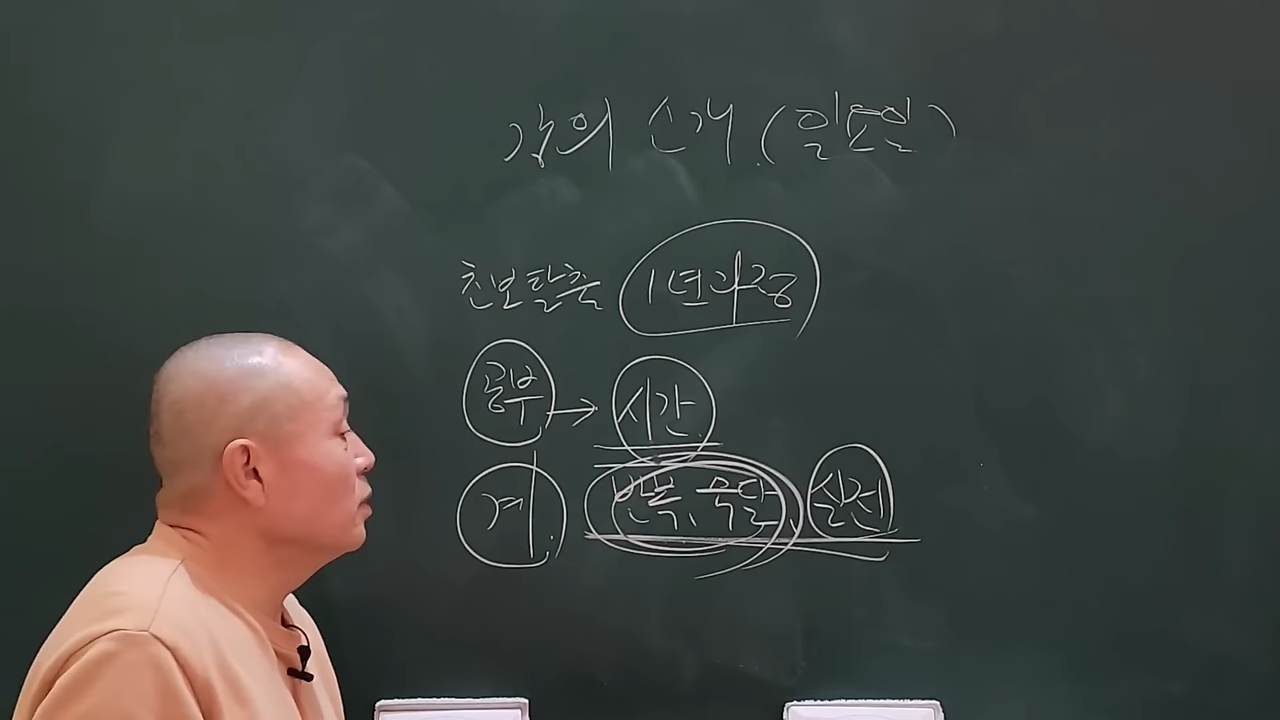 강의 소개 (일요일)
초보탈출 1년과정
공부 → 시간
계 반복, 숙달, 실전